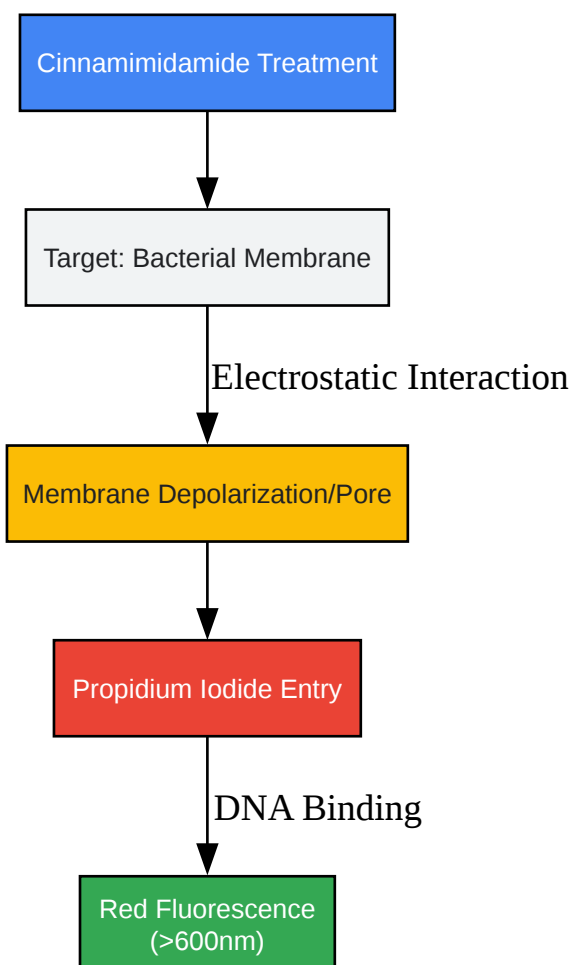 Cinnamimidamide Treatment
Target: Bacterial Membrane
Electrostatic Interaction
Membrane Depolarization/Pore
Propidium Iodide Entry
DNA Binding
Red Fluorescence
(>600nm)